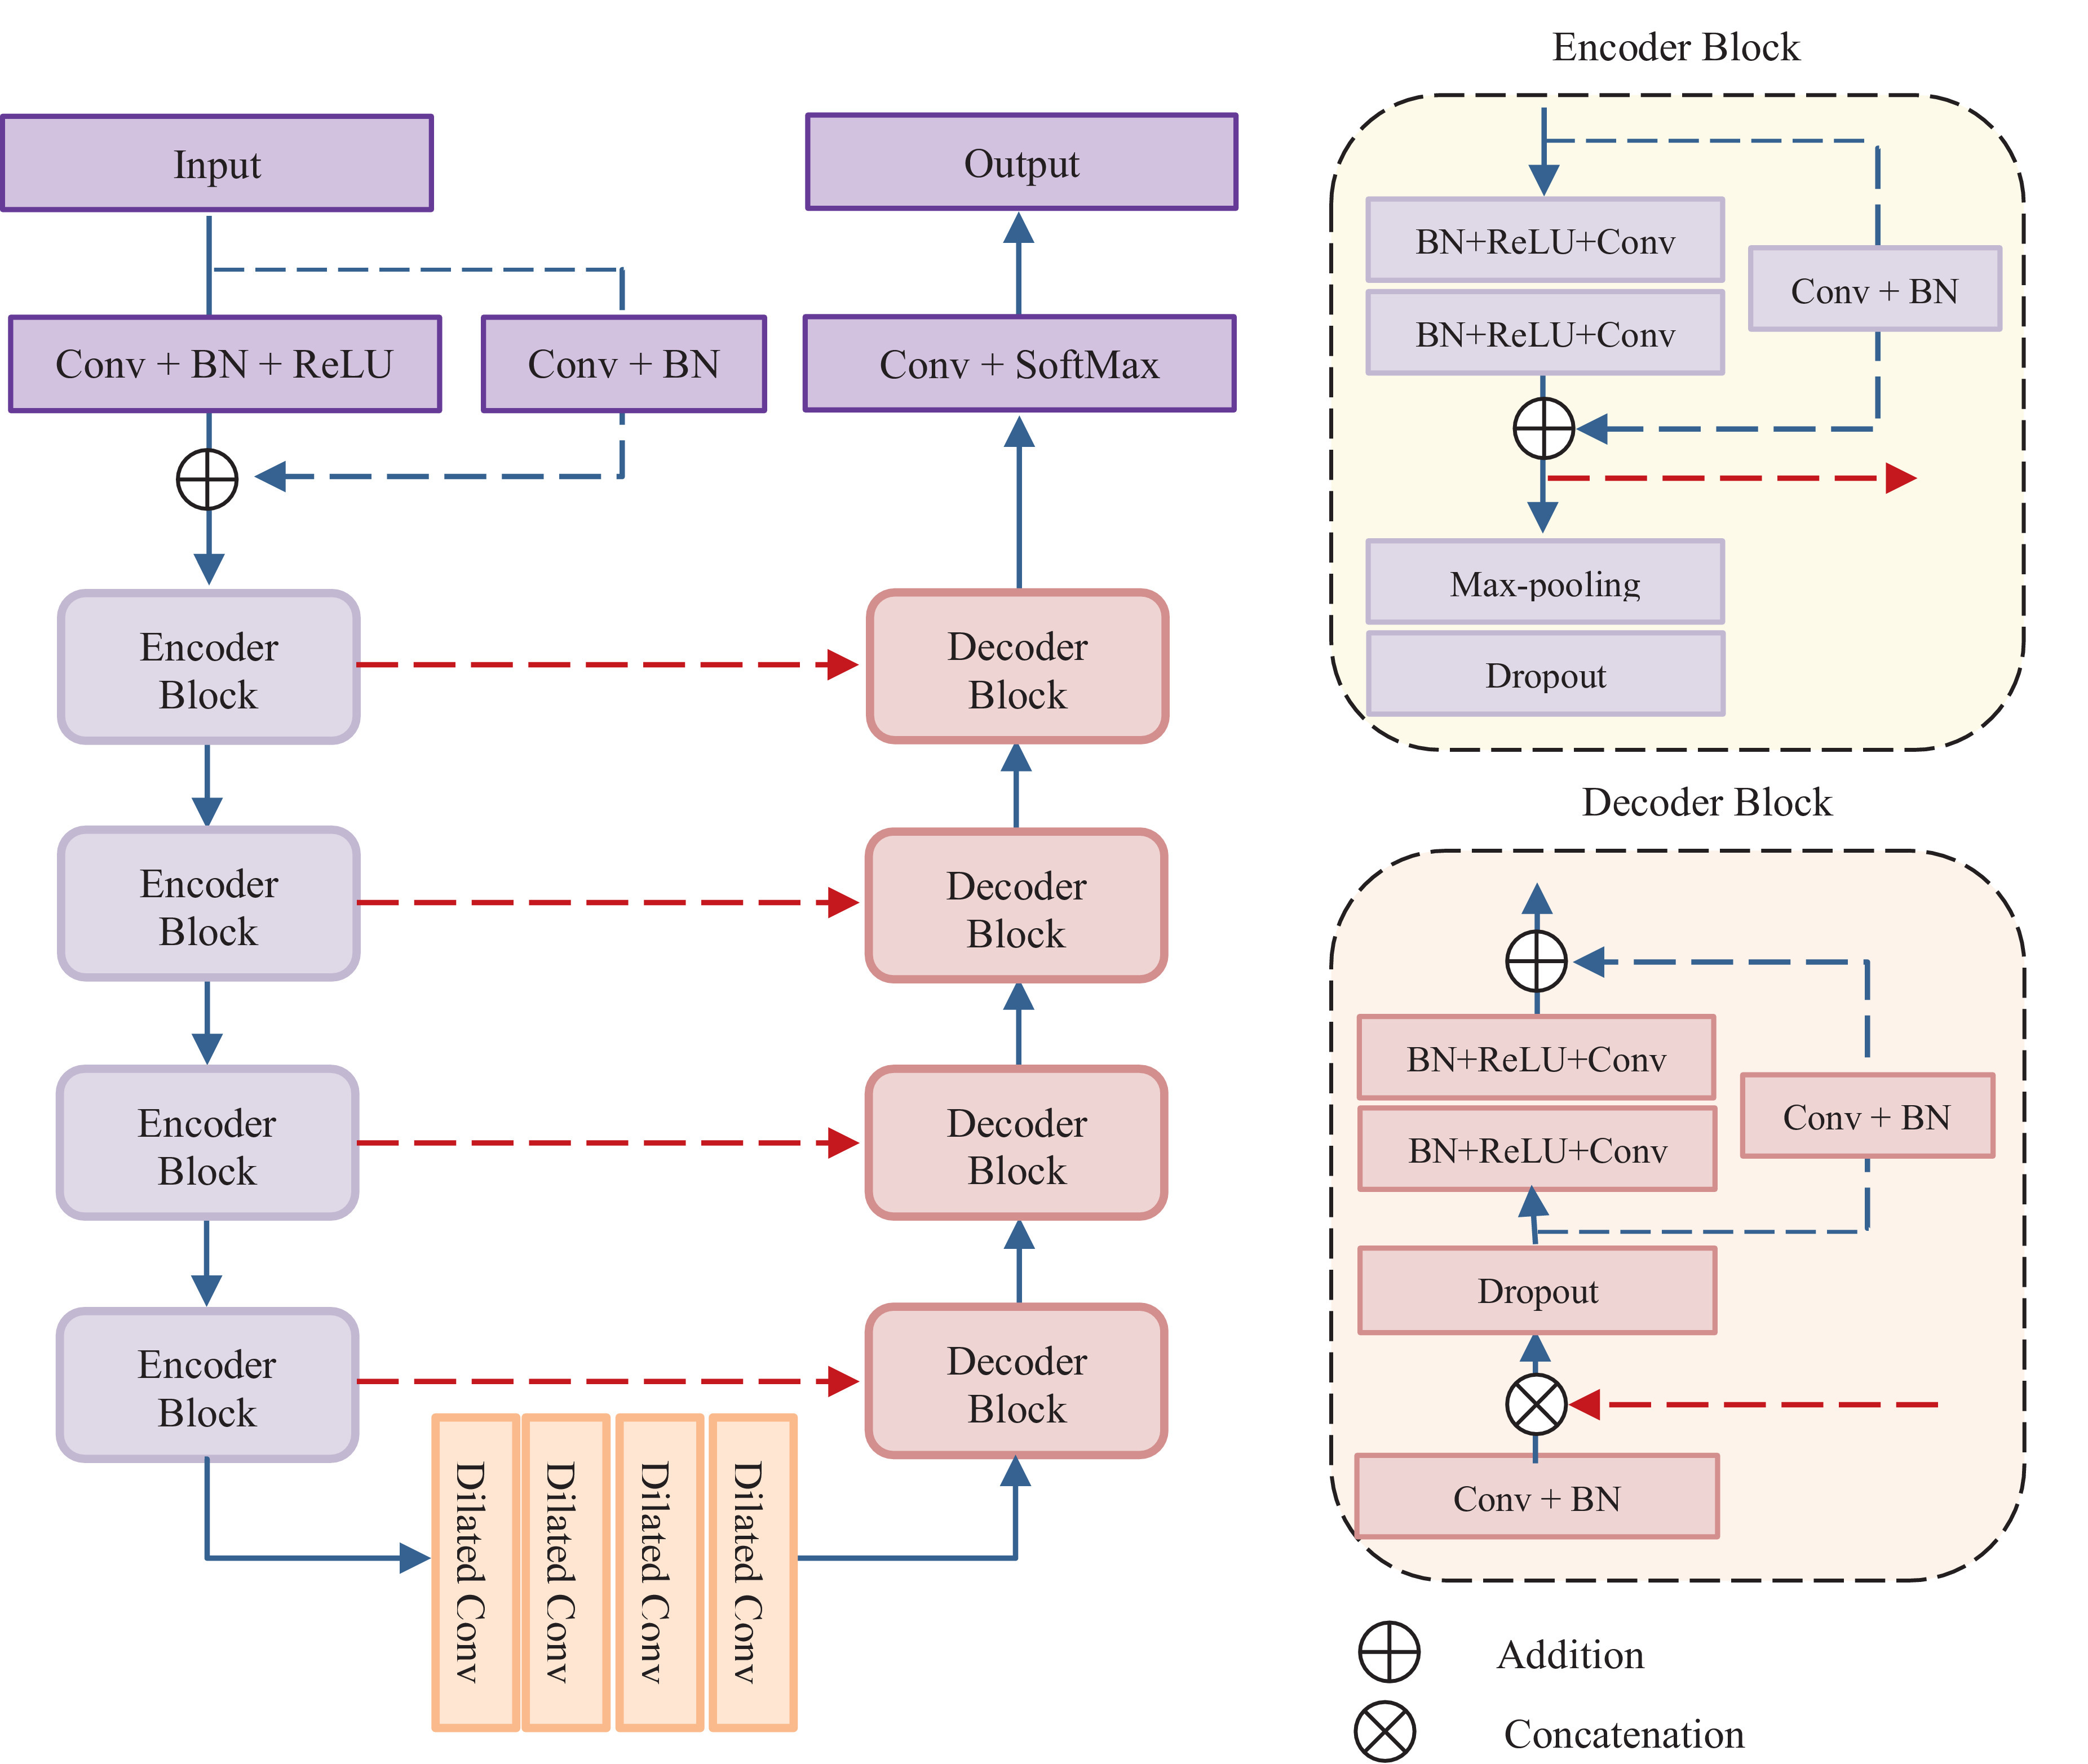 Input
Conv + BN + ReLU
Conv + BN
Encoder
Block
Encoder
Block
Encoder
Block
Encoder
Block
Dilated Conv
Dilated Conv
Dilated Conv
Dilated Conv
Output
Conv + SoftMax
Decoder
Block
Decoder
Block
Decoder
Block
Decoder
Block
Encoder Block
BN+ReLU+Conv
BN+ReLU+Conv
Conv + BN
Max-pooling
Dropout
Decoder Block
BN+ReLU+Conv
BN+ReLU+Conv
Conv + BN
Dropout
Conv + BN
Addition
Concatenation